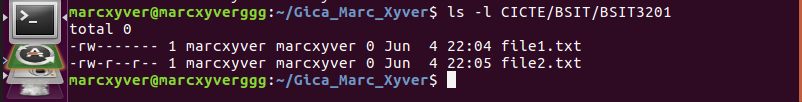 marcxyver@marcxyverggg:~/Gica_Marc_Xyver$ ls -l CICTE/BSIT/BSIT3201
total 0
-rw------- 1 marcxyver marcxyver 0 Jun  4 22:04 file1.txt
-rw-r--r-- 1 marcxyver marcxyver 0 Jun  4 22:05 file2.txt
marcxyver@marcxyverggg:~/Gica_Marc_Xyver$